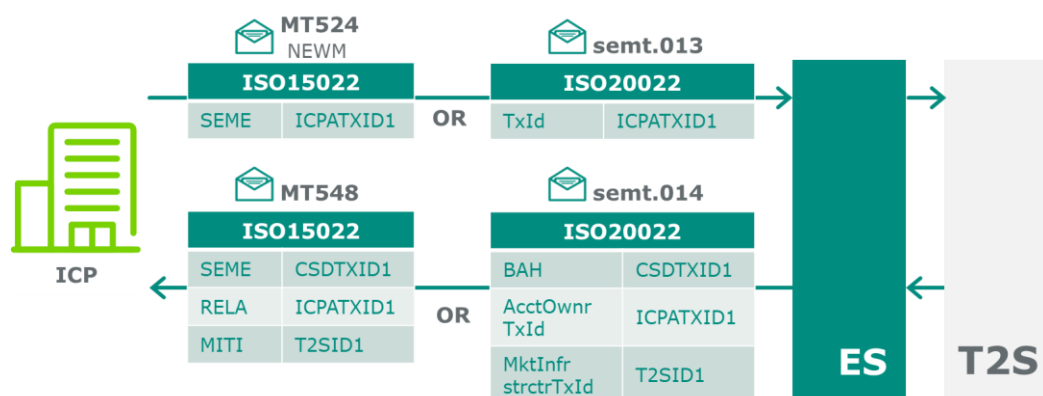 MT524
NEWM
ISO15022
SEME ICPATXID1
OR
semt.013
ISO20022
TxId ICPATXID1
ICP
MT548
ISO15022
SEME CSDTXID1
RELA ICPATXID1
MITI T2SID1
OR
semt.014
ISO20022
BAH CSDTXID1
AcctOwnr
TxId
ICPATXID1
MktInfr
strctrTxId
T2SID1
ES
T2S